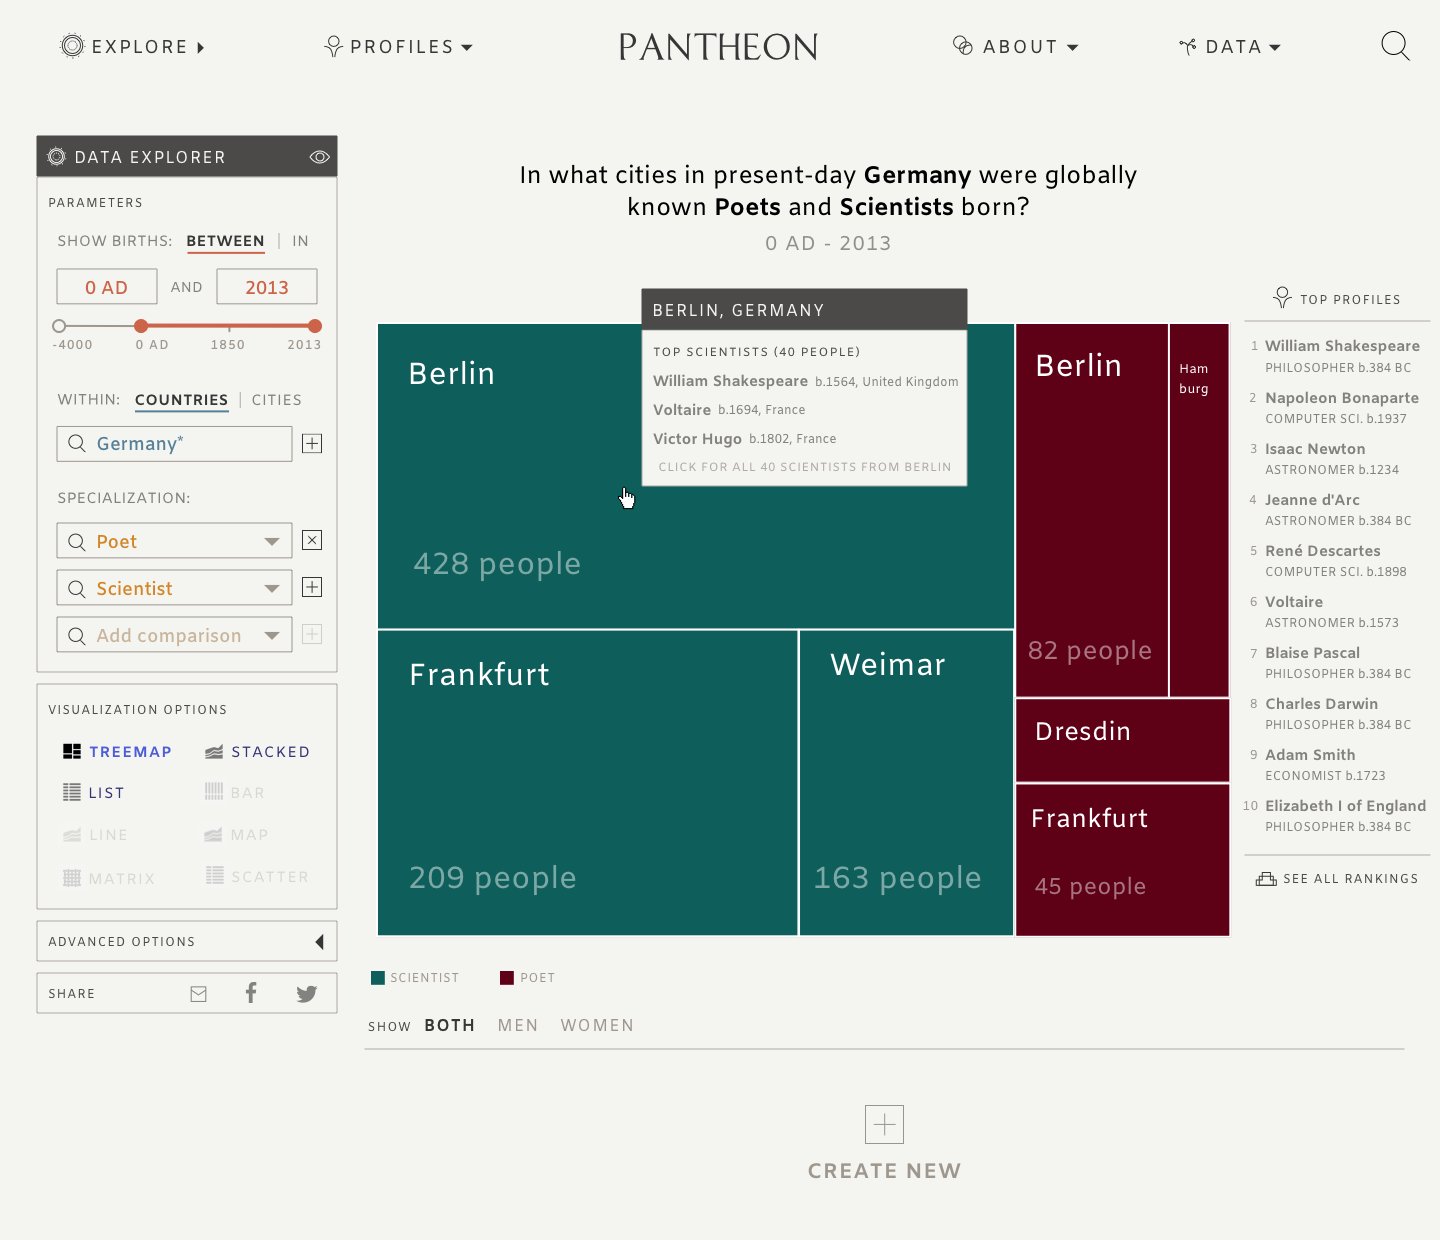 EXPLORE
PROFILES
PANTHEON
ABOUT
DATA
DATA EXPLORER
PARAMETERS
SHOW BIRTHS: BETWEEN | IN
0 AD AND 2013
-4000 0 AD 1850 2013
WITHIN: COUNTRIES | CITIES
Germany*
SPECIALIZATION:
Poet
Scientist
Add comparison
VISUALIZATION OPTIONS
TREEMAP STACKED
LIST BAR
LINE MAP
MATRIX SCATTER
ADVANCED OPTIONS
SHARE
In what cities in present-day Germany were globally
known Poets and Scientists born?
0 AD - 2013
BERLIN, GERMANY
TOP SCIENTISTS (40 PEOPLE)
William Shakespeare b.1564, United Kingdom
Voltaire b.1694, France
Victor Hugo b.1802, France
CLICK FOR ALL 40 SCIENTISTS FROM BERLIN
Berlin
428 people
Frankfurt
209 people
Weimar
163 people
Berlin
82 people
Ham
burg
Dresdin
Frankfurt
45 people
SCIENTIST POET
SHOW BOTH MEN WOMEN
TOP PROFILES
1 William Shakespeare
PHILOSOPHER b.384 BC
2 Napoleon Bonaparte
COMPUTER SCI. b.1937
3 Isaac Newton
ASTRONOMER b.1234
4 Jeanne d'Arc
ASTRONOMER b.384 BC
5 René Descartes
COMPUTER SCI. b.1898
6 Voltaire
ASTRONOMER b.1573
7 Blaise Pascal
PHILOSOPHER b.384 BC
8 Charles Darwin
PHILOSOPHER b.384 BC
9 Adam Smith
ECONOMIST b.1723
10 Elizabeth I of England
PHILOSOPHER b.384 BC
SEE ALL RANKINGS
CREATE NEW